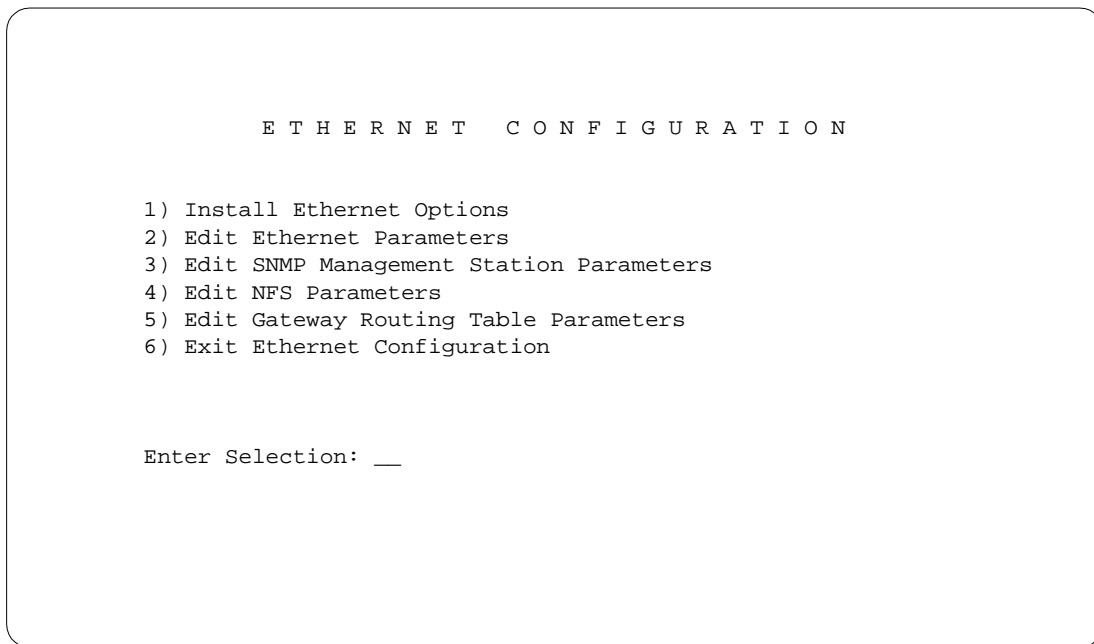 E T H E R N E T   C O N F I G U R A T I O N
1) Install Ethernet Options
2) Edit Ethernet Parameters
3) Edit SNMP Management Station Parameters
4) Edit NFS Parameters
5) Edit Gateway Routing Table Parameters
6) Exit Ethernet Configuration
Enter Selection: __